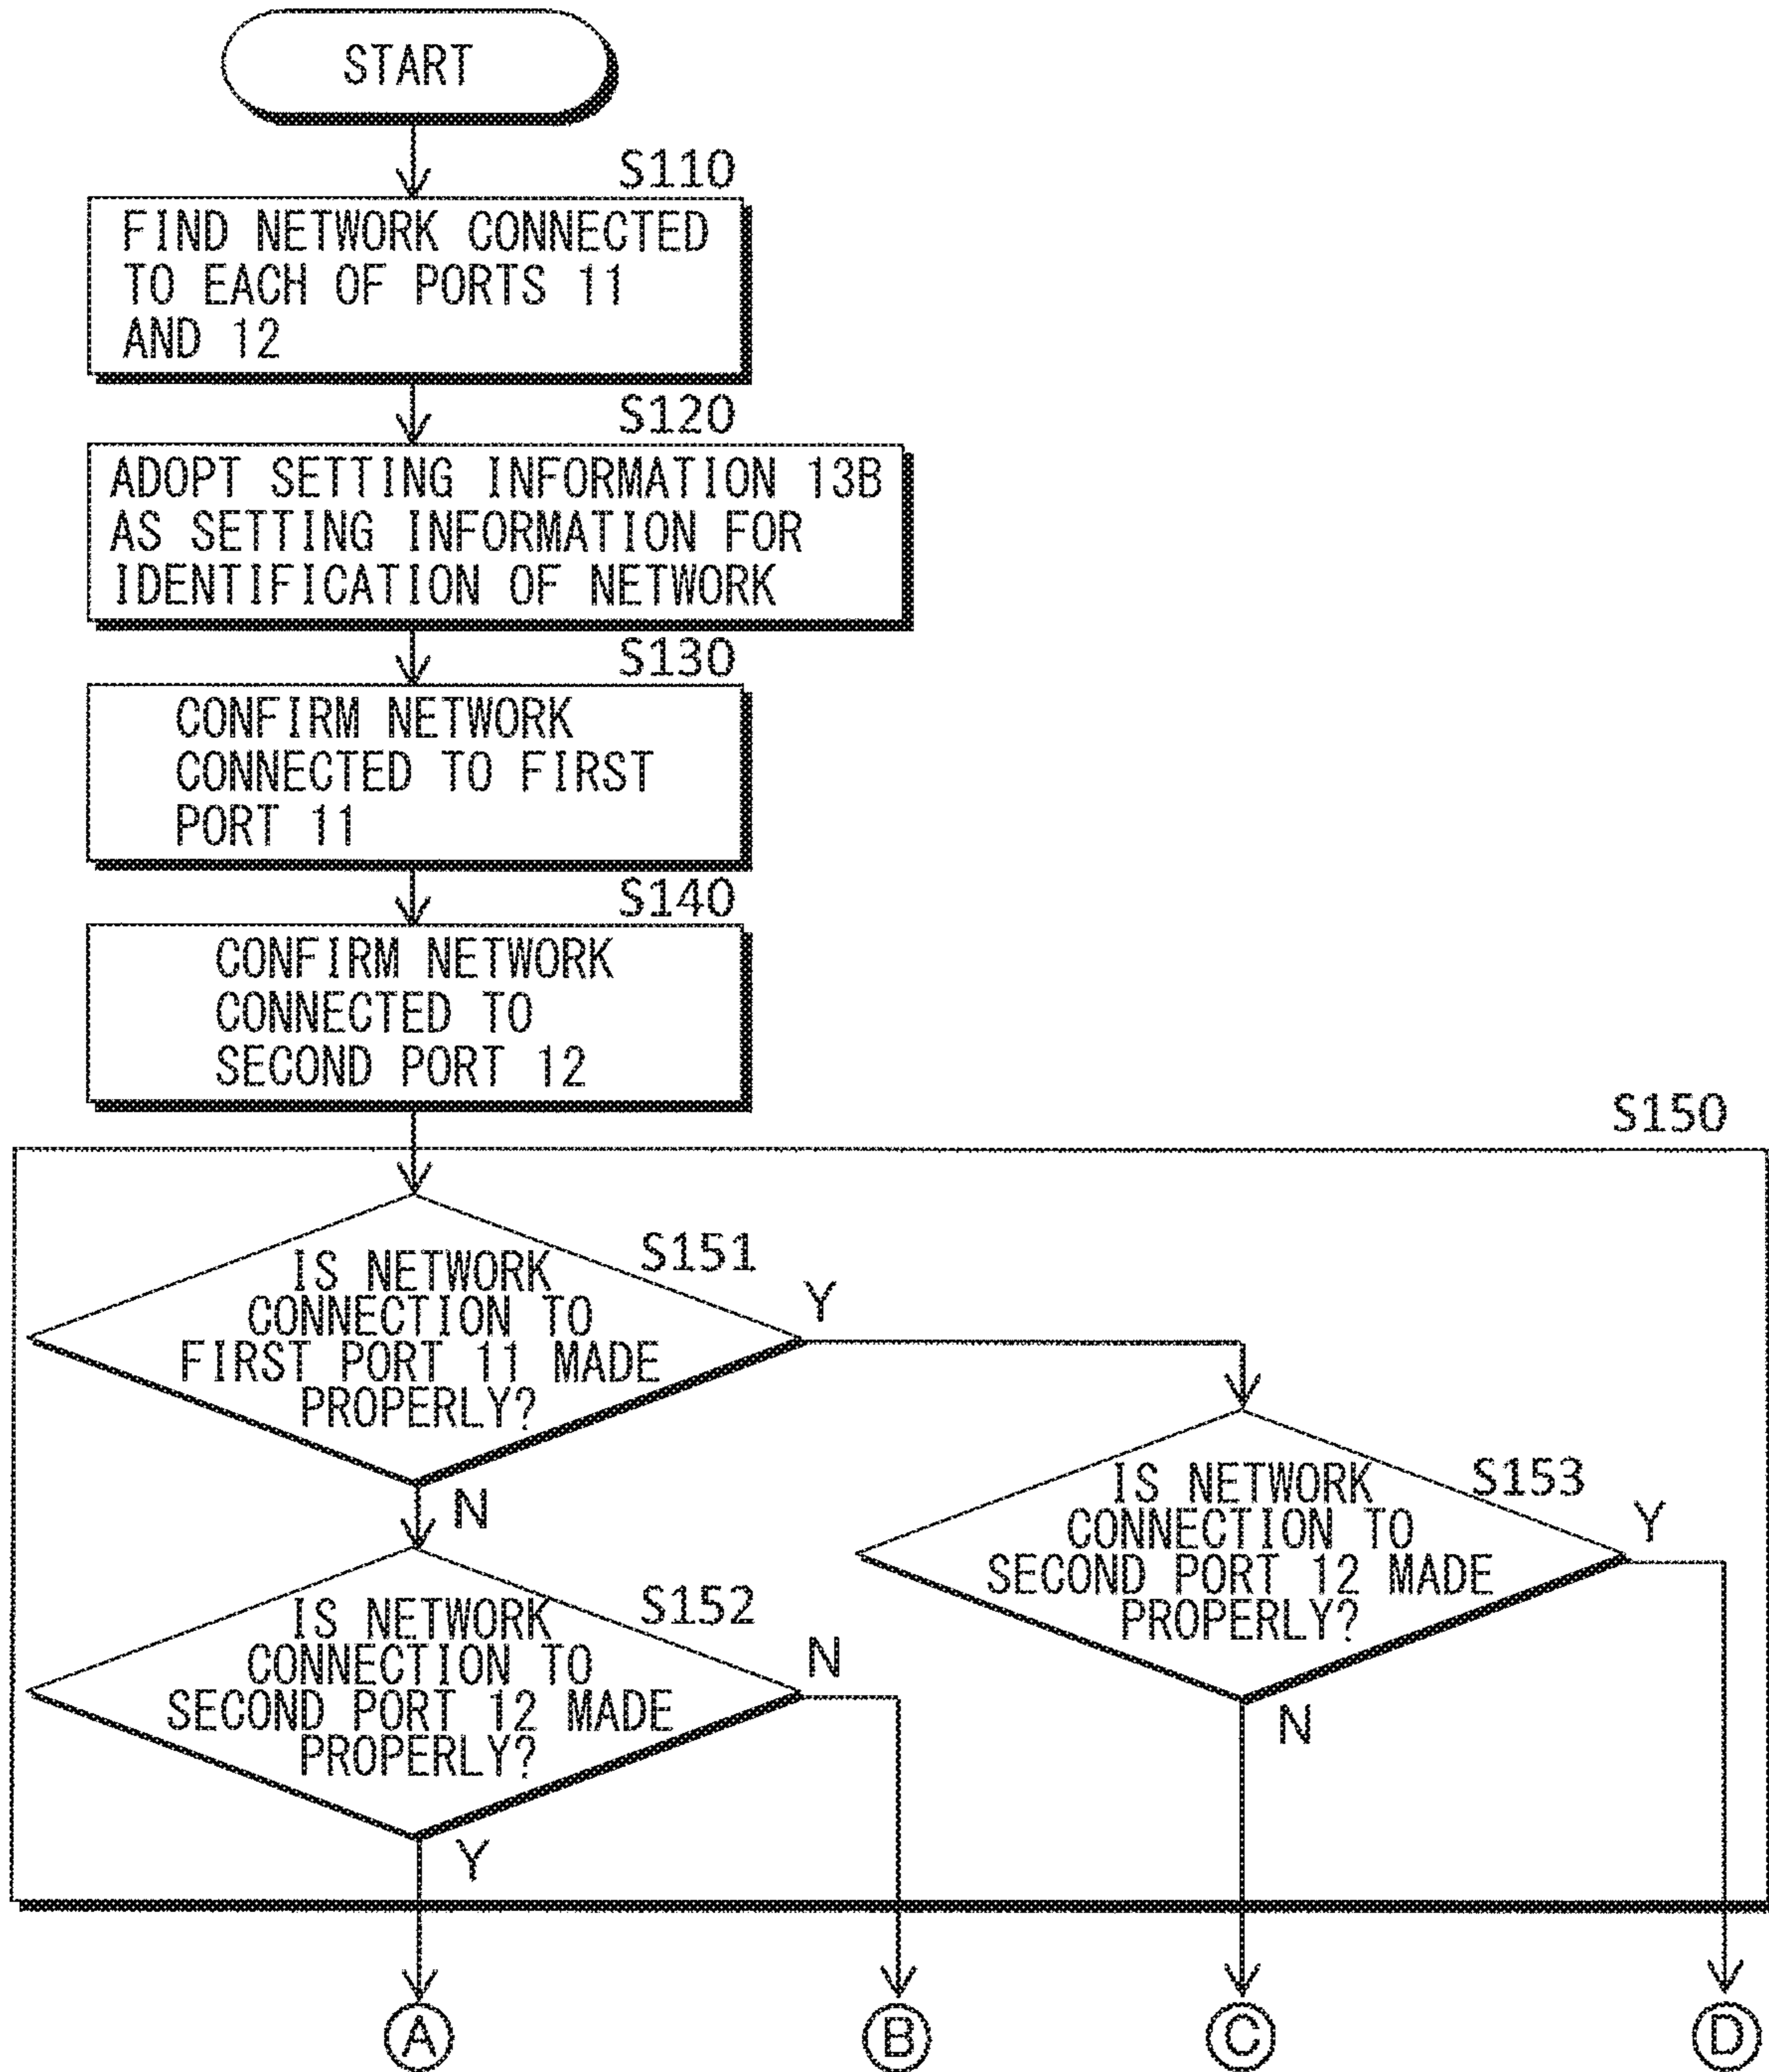 START
S110
FIND NETWORK CONNECTED
TO EACH OF PORTS 11
AND 12
S120
ADOPT SETTING INFORMATION 13B
AS SETTING INFORMATION FOR
IDENTIFICATION OF NETWORK
S130
CONFIRM NETWORK
CONNECTED TO FIRST
PORT 11
S140
CONFIRM NETWORK
CONNECTED TO
SECOND PORT 12
S150
S151
IS NETWORK
CONNECTION TO
FIRST PORT 11 MADE
PROPERLY?
Y
N
S153
IS NETWORK
CONNECTION TO
SECOND PORT 12 MADE
PROPERLY?
Y
N
S152
IS NETWORK
CONNECTION TO
SECOND PORT 12 MADE
PROPERLY?
N
Y
A
B
C
D